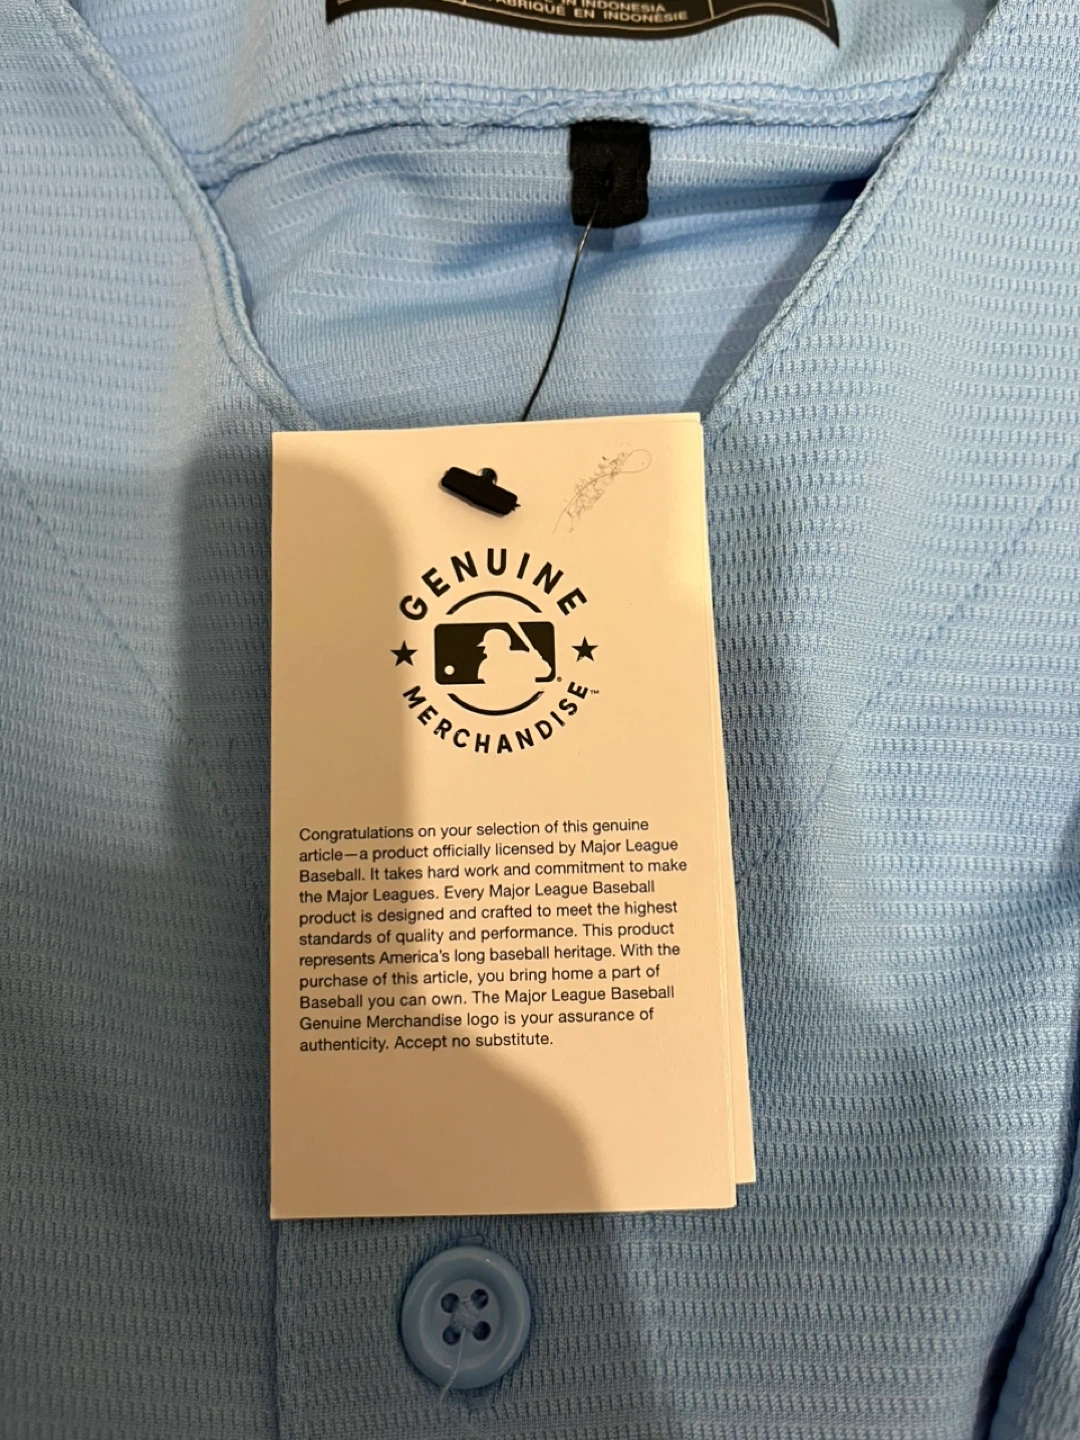 IN INDONESIA
FABRIQUÉ EN INDONÉSIE
GENUINE
MERCHANDISE™
Congratulations on your selection of this genuine
article—a product officially licensed by Major League
Baseball. It takes hard work and commitment to make
the Major Leagues. Every Major League Baseball
product is designed and crafted to meet the highest
standards of quality and performance. This product
represents America's long baseball heritage. With the
purchase of this article, you bring home a part of
Baseball you can own. The Major League Baseball
Genuine Merchandise logo is your assurance of
authenticity. Accept no substitute.